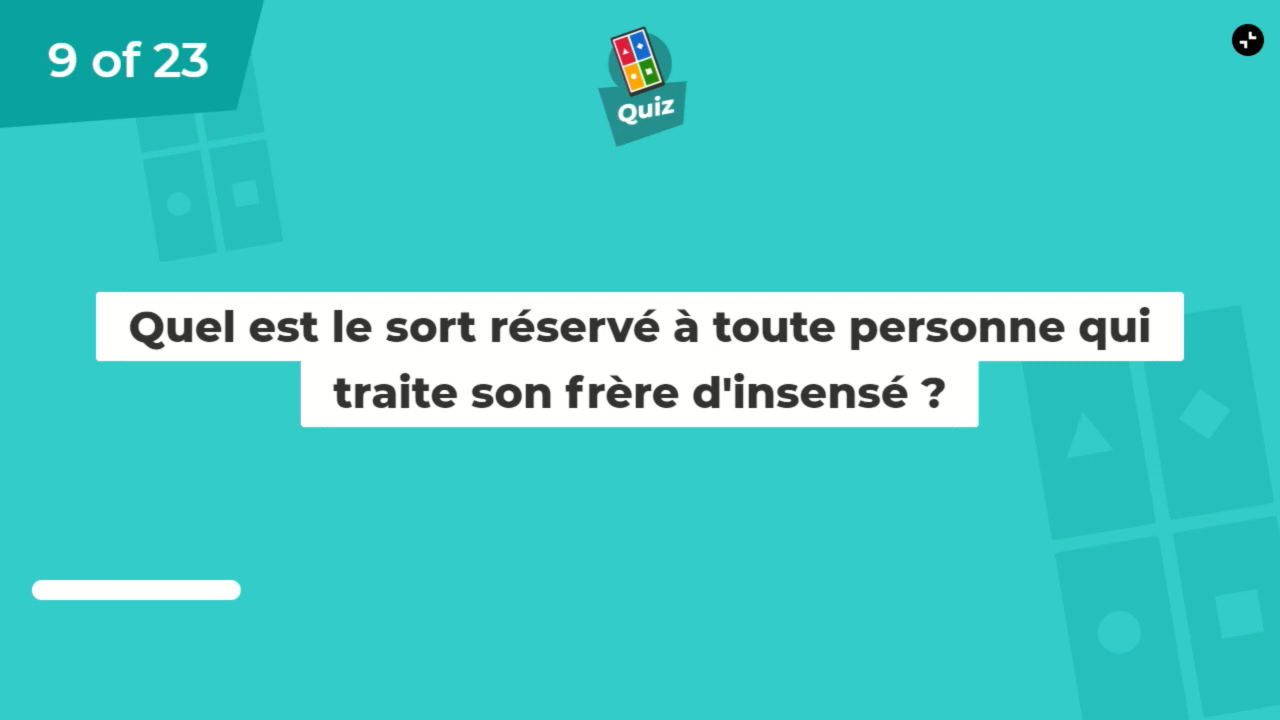 9 of 23
Quiz
Quel est le sort réservé à toute personne qui
traite son frère d'insensé ?